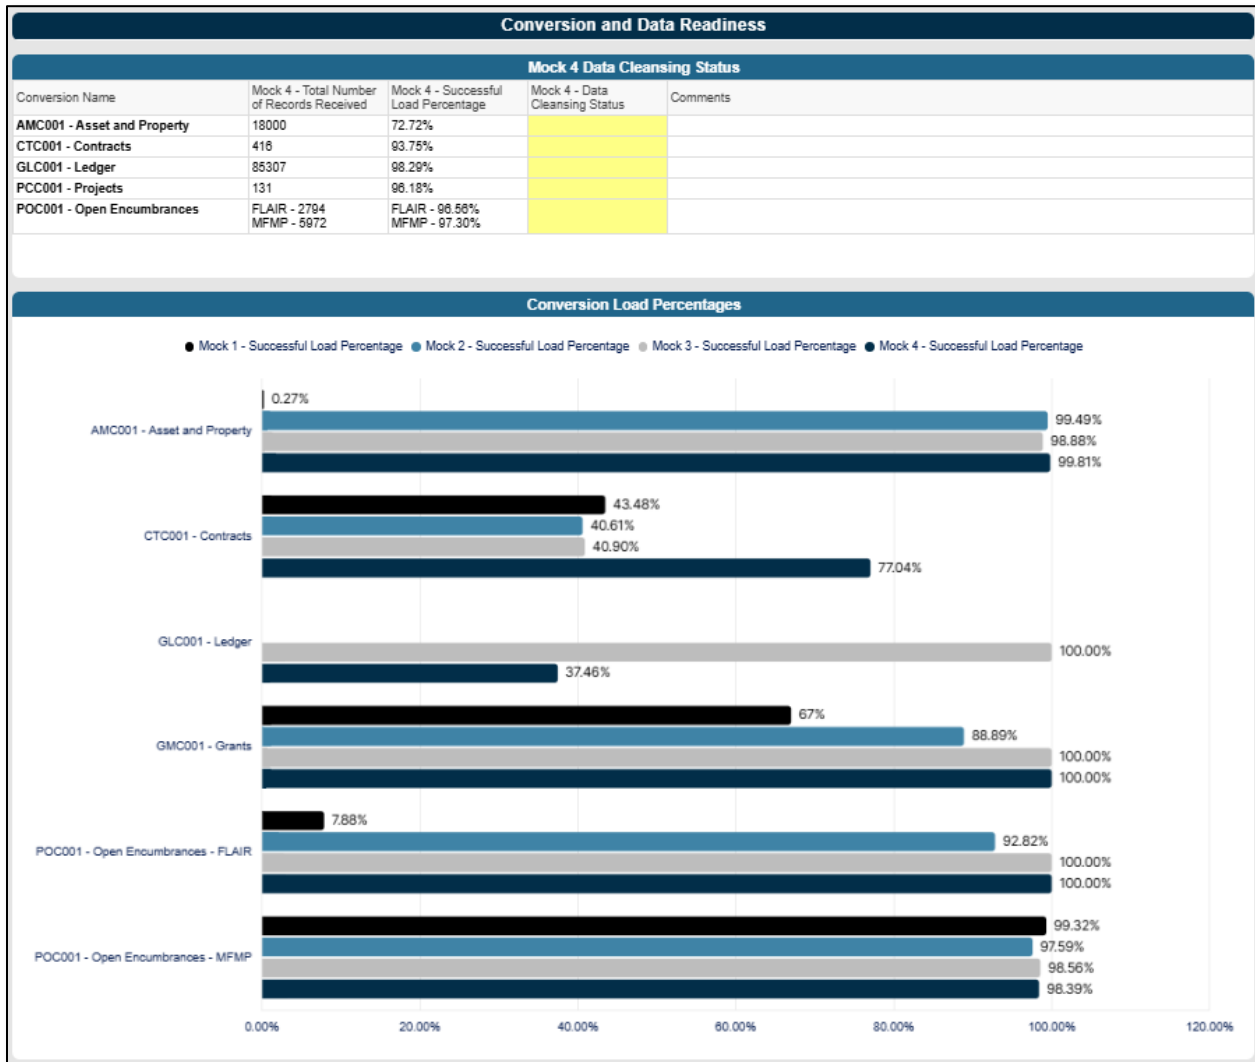 Conversion and Data Readiness
Mock 4 Data Cleansing Status
Conversion Name
Mock 4 - Total Number
of Records Received
Mock 4 - Successful
Load Percentage
Mock 4 - Data
Cleansing Status
Comments
AMC001 - Asset and Property 18000 72.72%
CTC001 - Contracts 416 93.75%
GLC001 - Ledger 85307 98.29%
PCC001 - Projects 131 96.18%
POC001 - Open Encumbrances FLAIR - 2794 FLAIR - 96.56%
MFMP - 5972 MFMP - 97.30%
Conversion Load Percentages
Mock 1 - Successful Load Percentage Mock 2 - Successful Load Percentage Mock 3 - Successful Load Percentage Mock 4 - Successful Load Percentage
AMC001 - Asset and Property
0.27%
99.49%
98.88%
99.81%
CTC001 - Contracts
43.48%
40.61%
40.90%
77.04%
GLC001 - Ledger
100.00%
37.46%
GMC001 - Grants
67%
88.89%
100.00%
100.00%
POC001 - Open Encumbrances - FLAIR
7.88%
92.82%
100.00%
100.00%
POC001 - Open Encumbrances - MFMP
99.32%
97.59%
98.56%
98.39%
0.00% 20.00% 40.00% 60.00% 80.00% 100.00% 120.00%